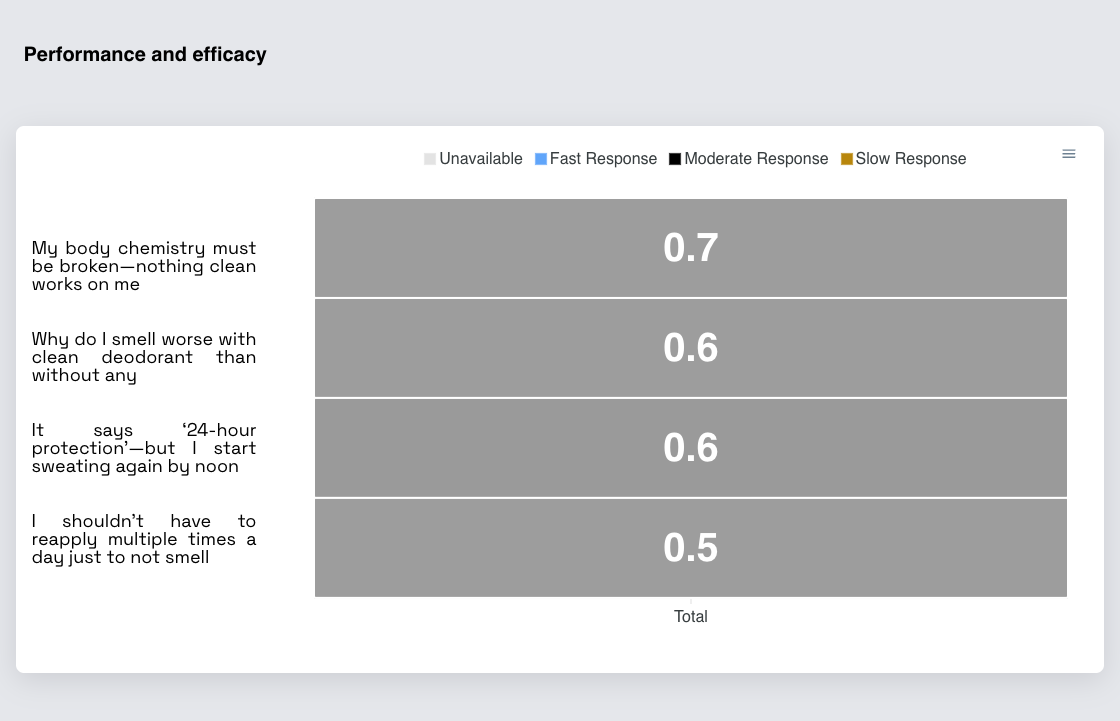 Performance and efficacy
Unavailable Fast Response Moderate Response Slow Response
My body chemistry must
be broken—nothing clean
works on me
0.7
Why do I smell worse with
clean deodorant than
without any
0.6
It says ‘24-hour
protection’—but I start
sweating again by noon
0.6
I shouldn’t have to
reapply multiple times a
day just to not smell
0.5
Total